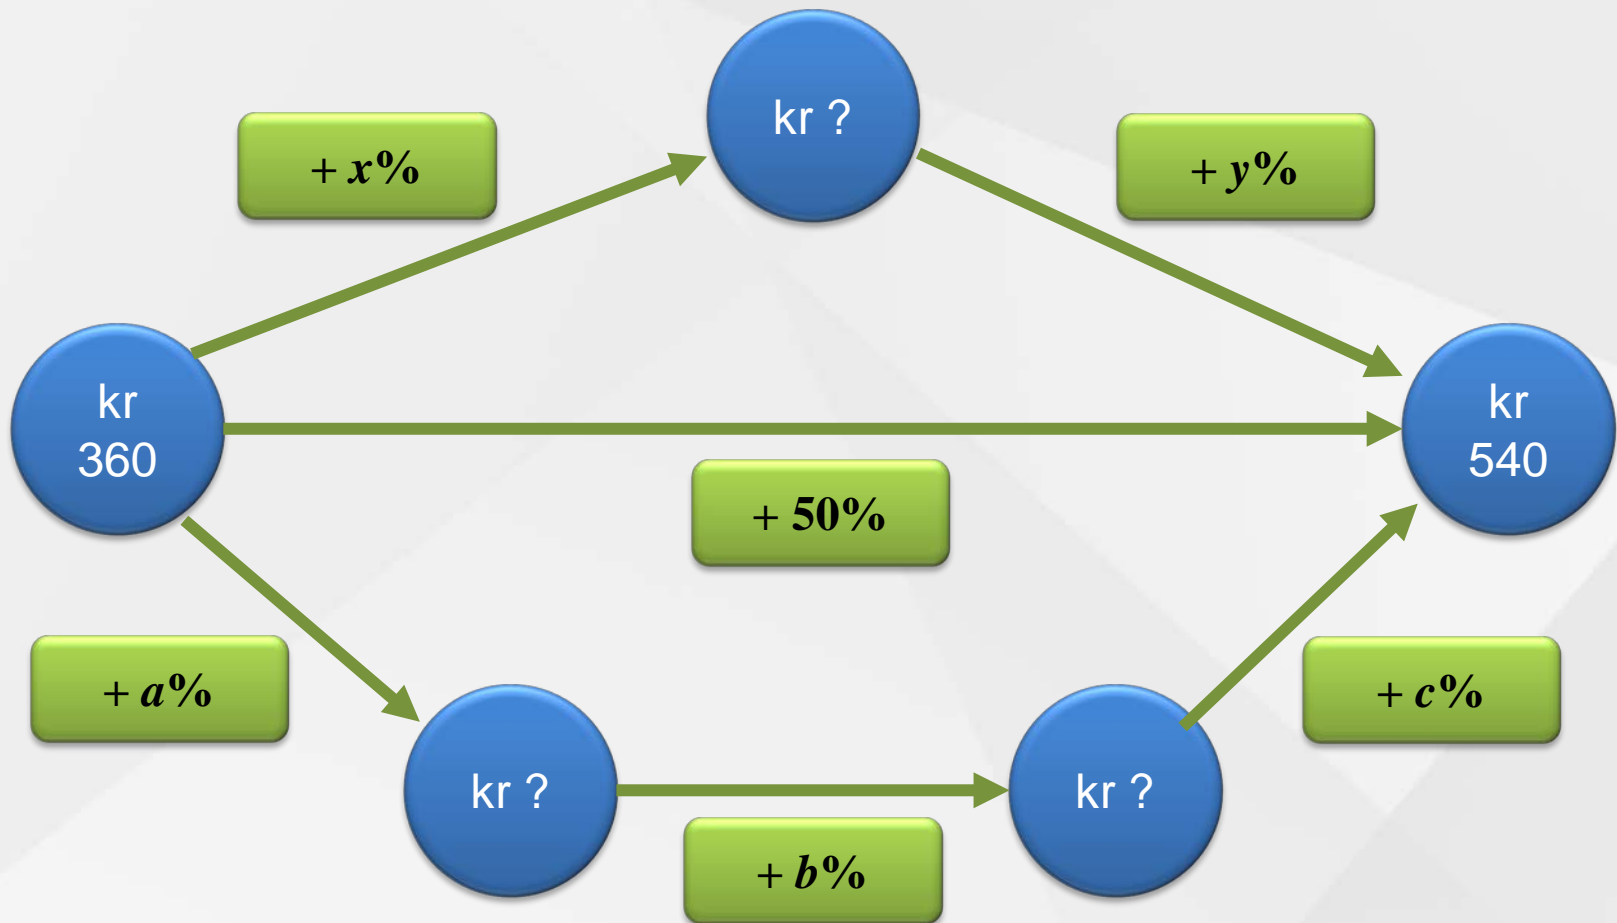 kr ?
+ x%
+ y%
kr
360
kr
540
+ 50%
+ a%
+ c%
kr ?
kr ?
+ b%